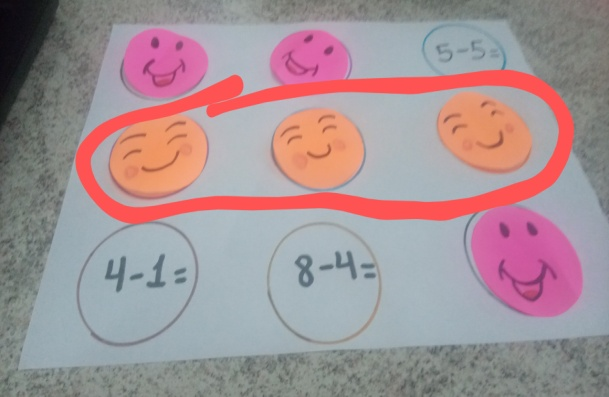 5-5=
4-1=
8-4=